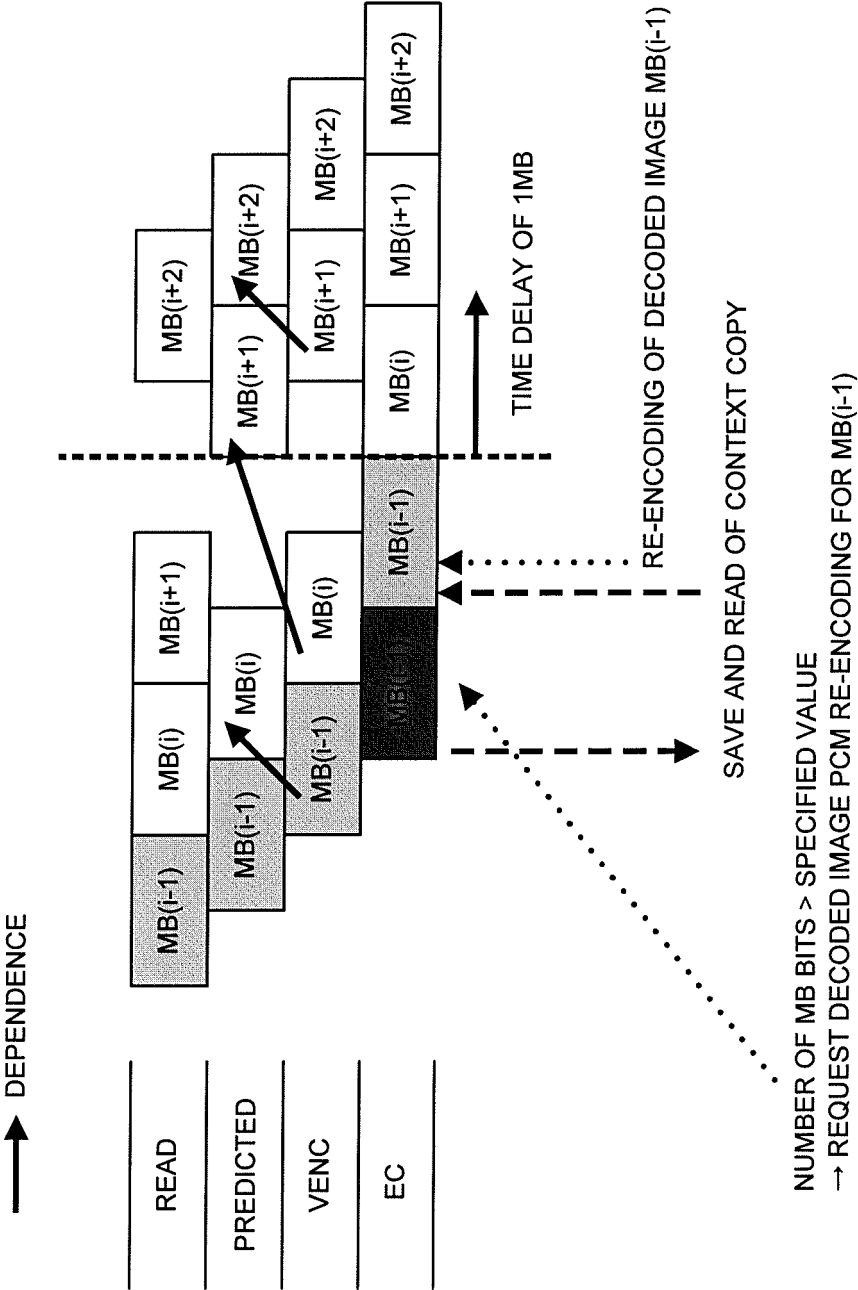 DEPENDENCE
READ MB(i-1) MB(i) MB(i+1) MB(i+2)
PREDICTED MB(i-1) MB(i) MB(i+1) MB(i+2)
VENC MB(i-1) MB(i) MB(i+1) MB(i+2)
EC MB(i-1) MB(i-1) MB(i) MB(i+1) MB(i+2)
TIME DELAY OF 1MB
RE-ENCODING OF DECODED IMAGE MB(i-1)
SAVE AND READ OF CONTEXT COPY
NUMBER OF MB BITS > SPECIFIED VALUE
→ REQUEST DECODED IMAGE PCM RE-ENCODING FOR MB(i-1)